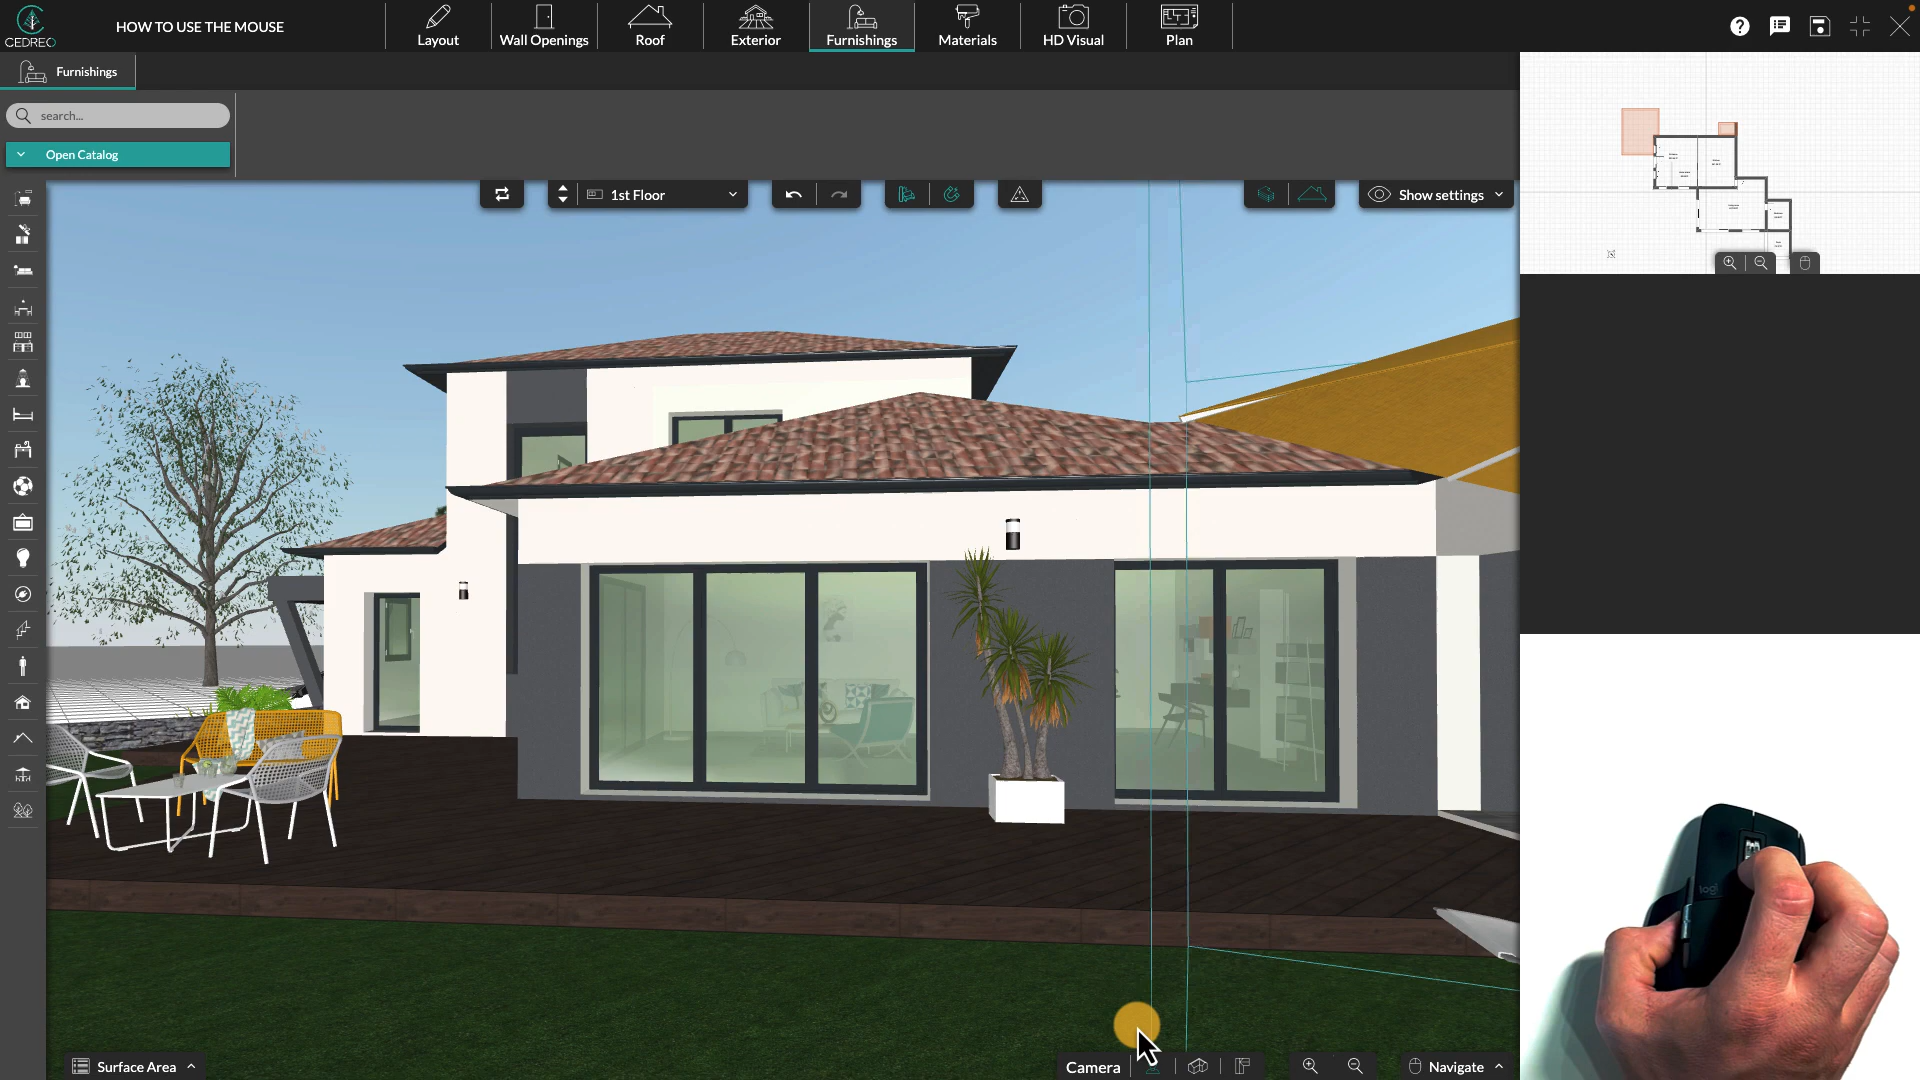 CEDREO
HOW TO USE THE MOUSE
Layout
Wall Openings
Roof
Exterior
Furnishings
Materials
HD Visual
Plan
Furnishings
search...
Open Catalog
1st Floor
Show settings
logi
Surface Area
Camera
Navigate